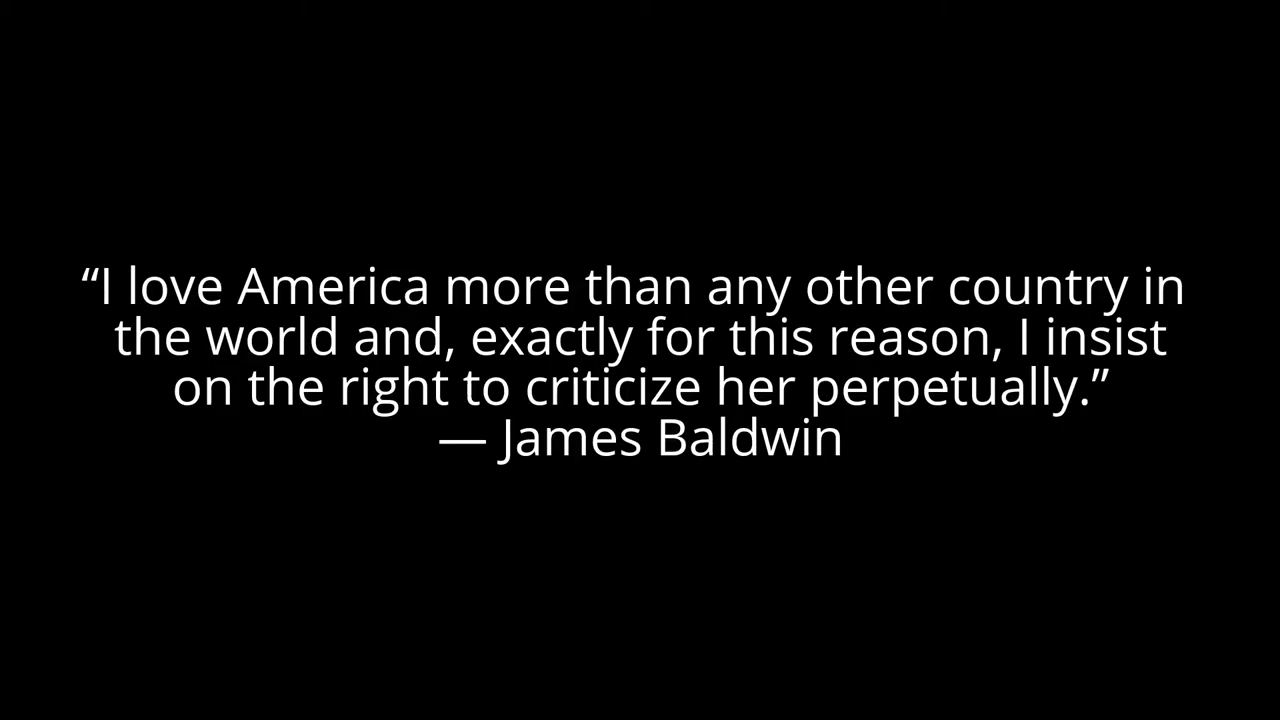 “I love America more than any other country in
the world and, exactly for this reason, I insist
on the right to criticize her perpetually.”
— James Baldwin